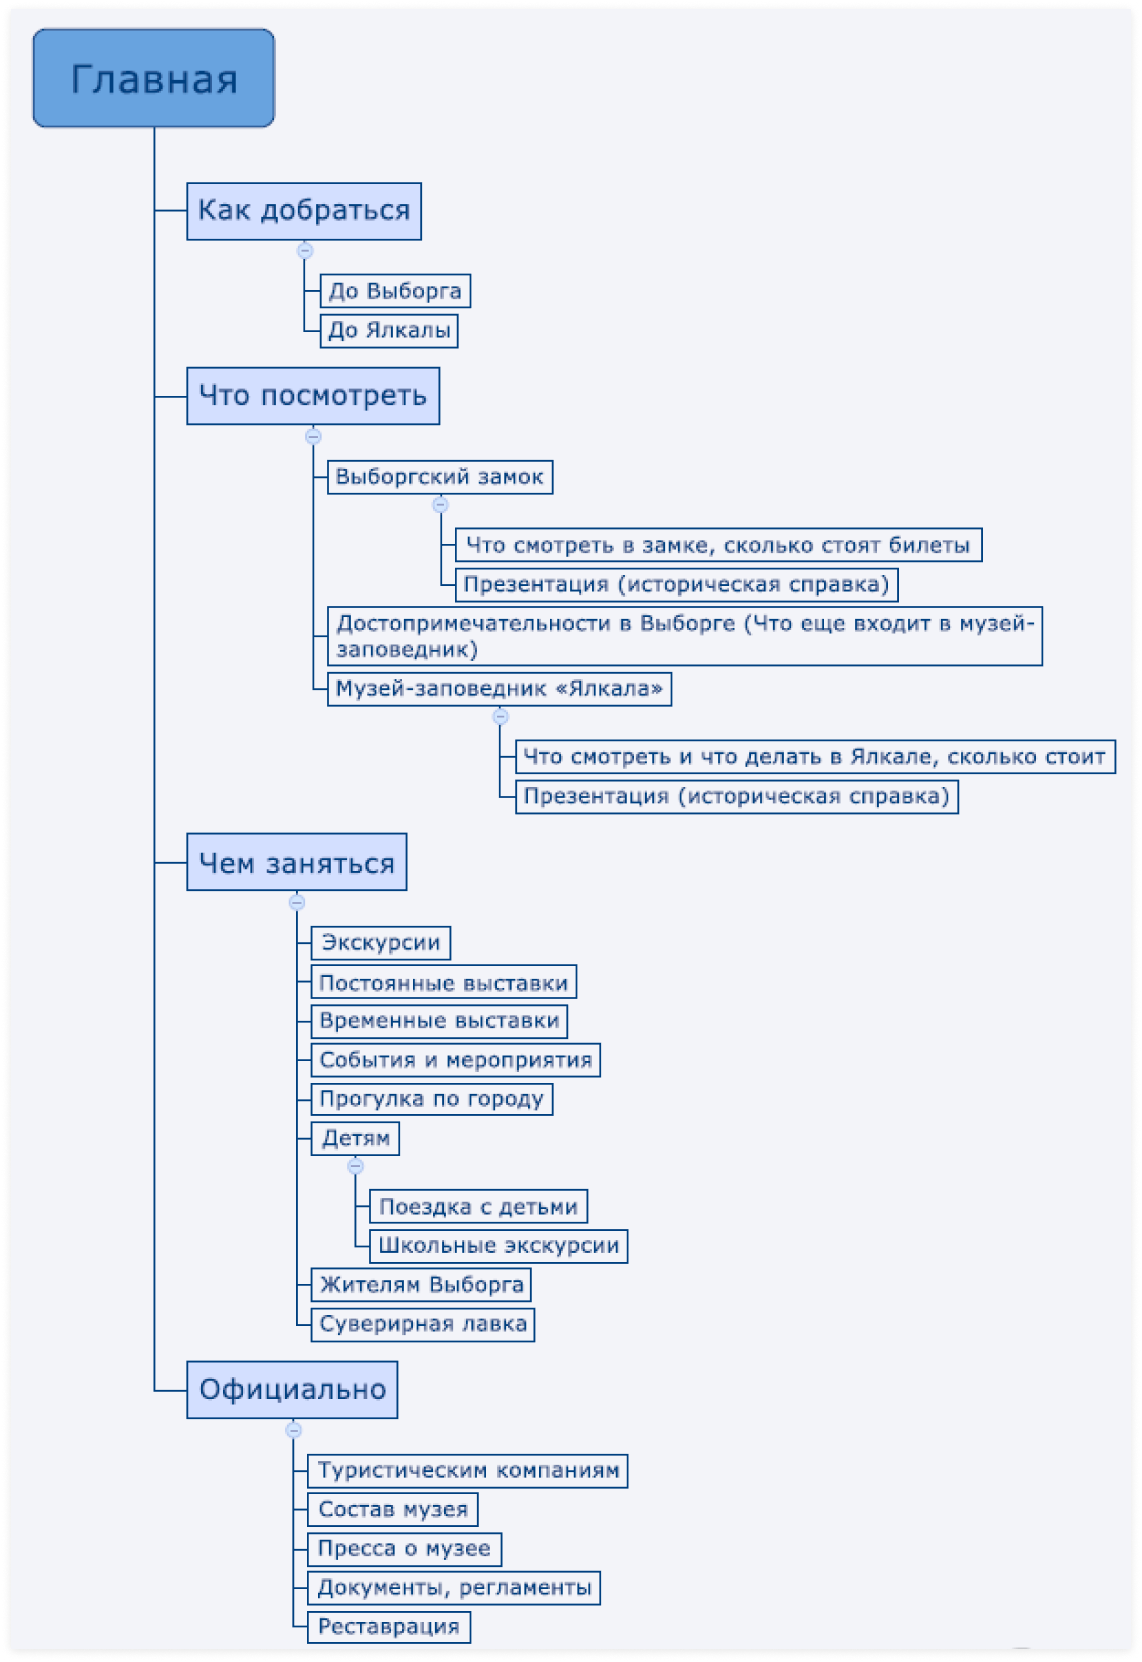 Главная
Как добраться
До Выборга
До Ялкалы
Что посмотреть
Выборгский замок
Что смотреть в замке, сколько стоят билеты
Презентация (историческая справка)
Достопримечательности в Выборге (Что еще входит в музей-
заповедник)
Музей-заповедник «Ялкала»
Что смотреть и что делать в Ялкале, сколько стоит
Презентация (историческая справка)
Чем заняться
Экскурсии
Постоянные выставки
Временные выставки
События и мероприятия
Прогулка по городу
Детям
Поездка с детьми
Школьные экскурсии
Жителям Выборга
Суверирная лавка
Официально
Туристическим компаниям
Состав музея
Пресса о музее
Документы, регламенты
Реставрация